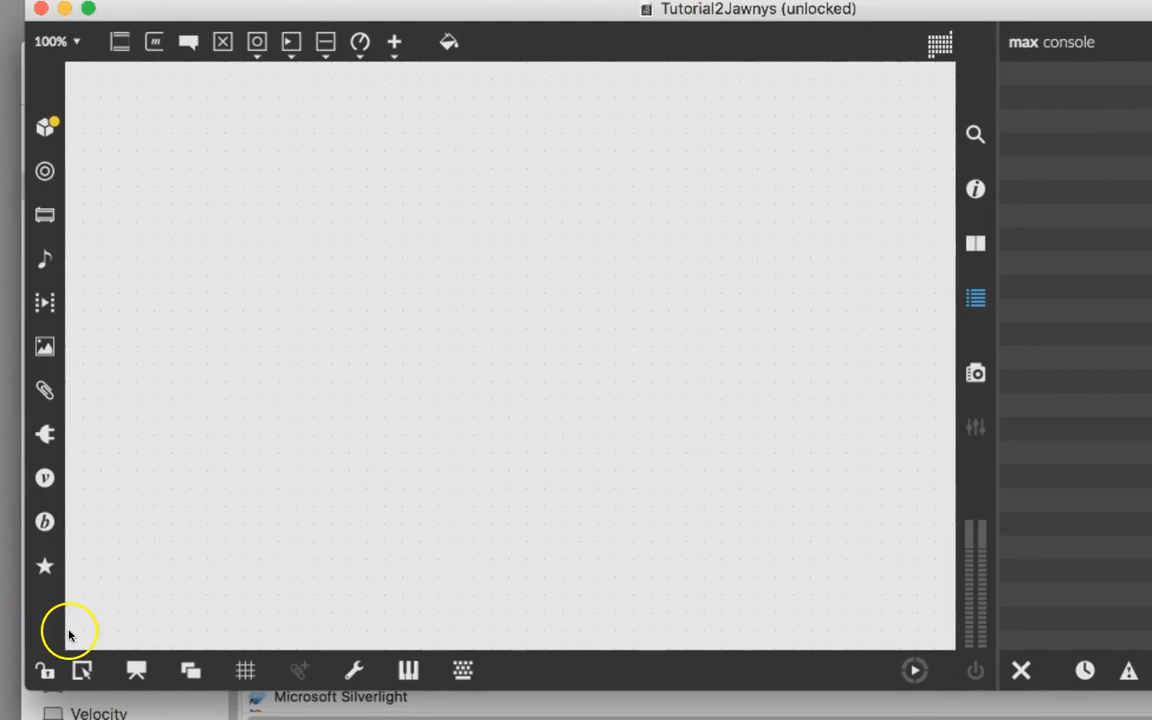 Tutorial2Jawnys (unlocked)
100%
max console
m
i
v
b
Microsoft Silverlight
Velocity